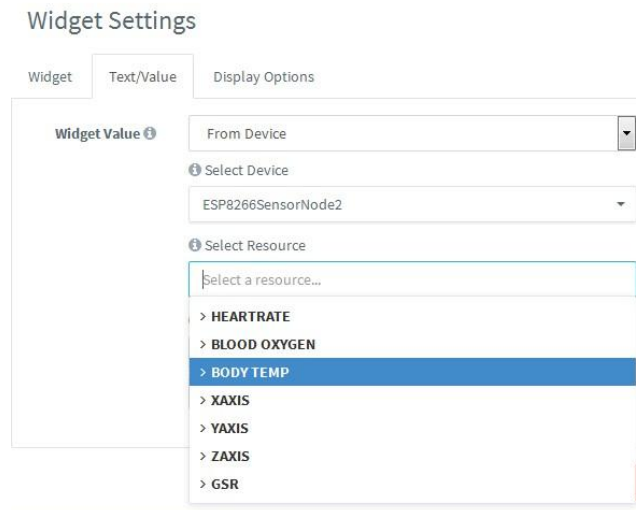 Widget Settings
Widget Text/Value Display Options
Widget Value From Device
Select Device
ESP8266SensorNode2
Select Resource
Select a resource...
> HEARTRATE
> BLOOD OXYGEN
> BODY TEMP
> XAXIS
> YAXIS
> ZAXIS
> GSR